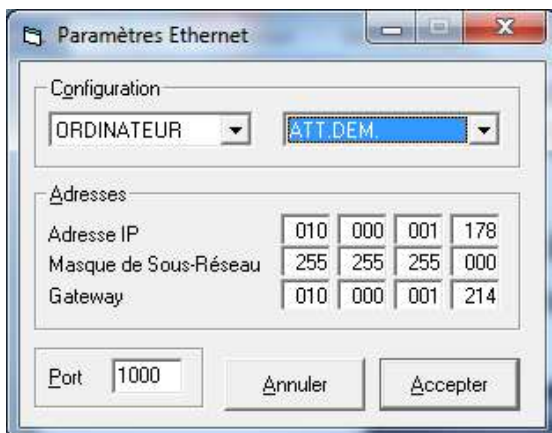 Paramètres Ethernet
Configuration
ORDINATEUR ATT.DEM.
Adresses
Adresse IP 010 000 001 178
Masque de Sous-Réseau 255 255 255 000
Gateway 010 000 001 214
Port 1000 Annuler Accepter